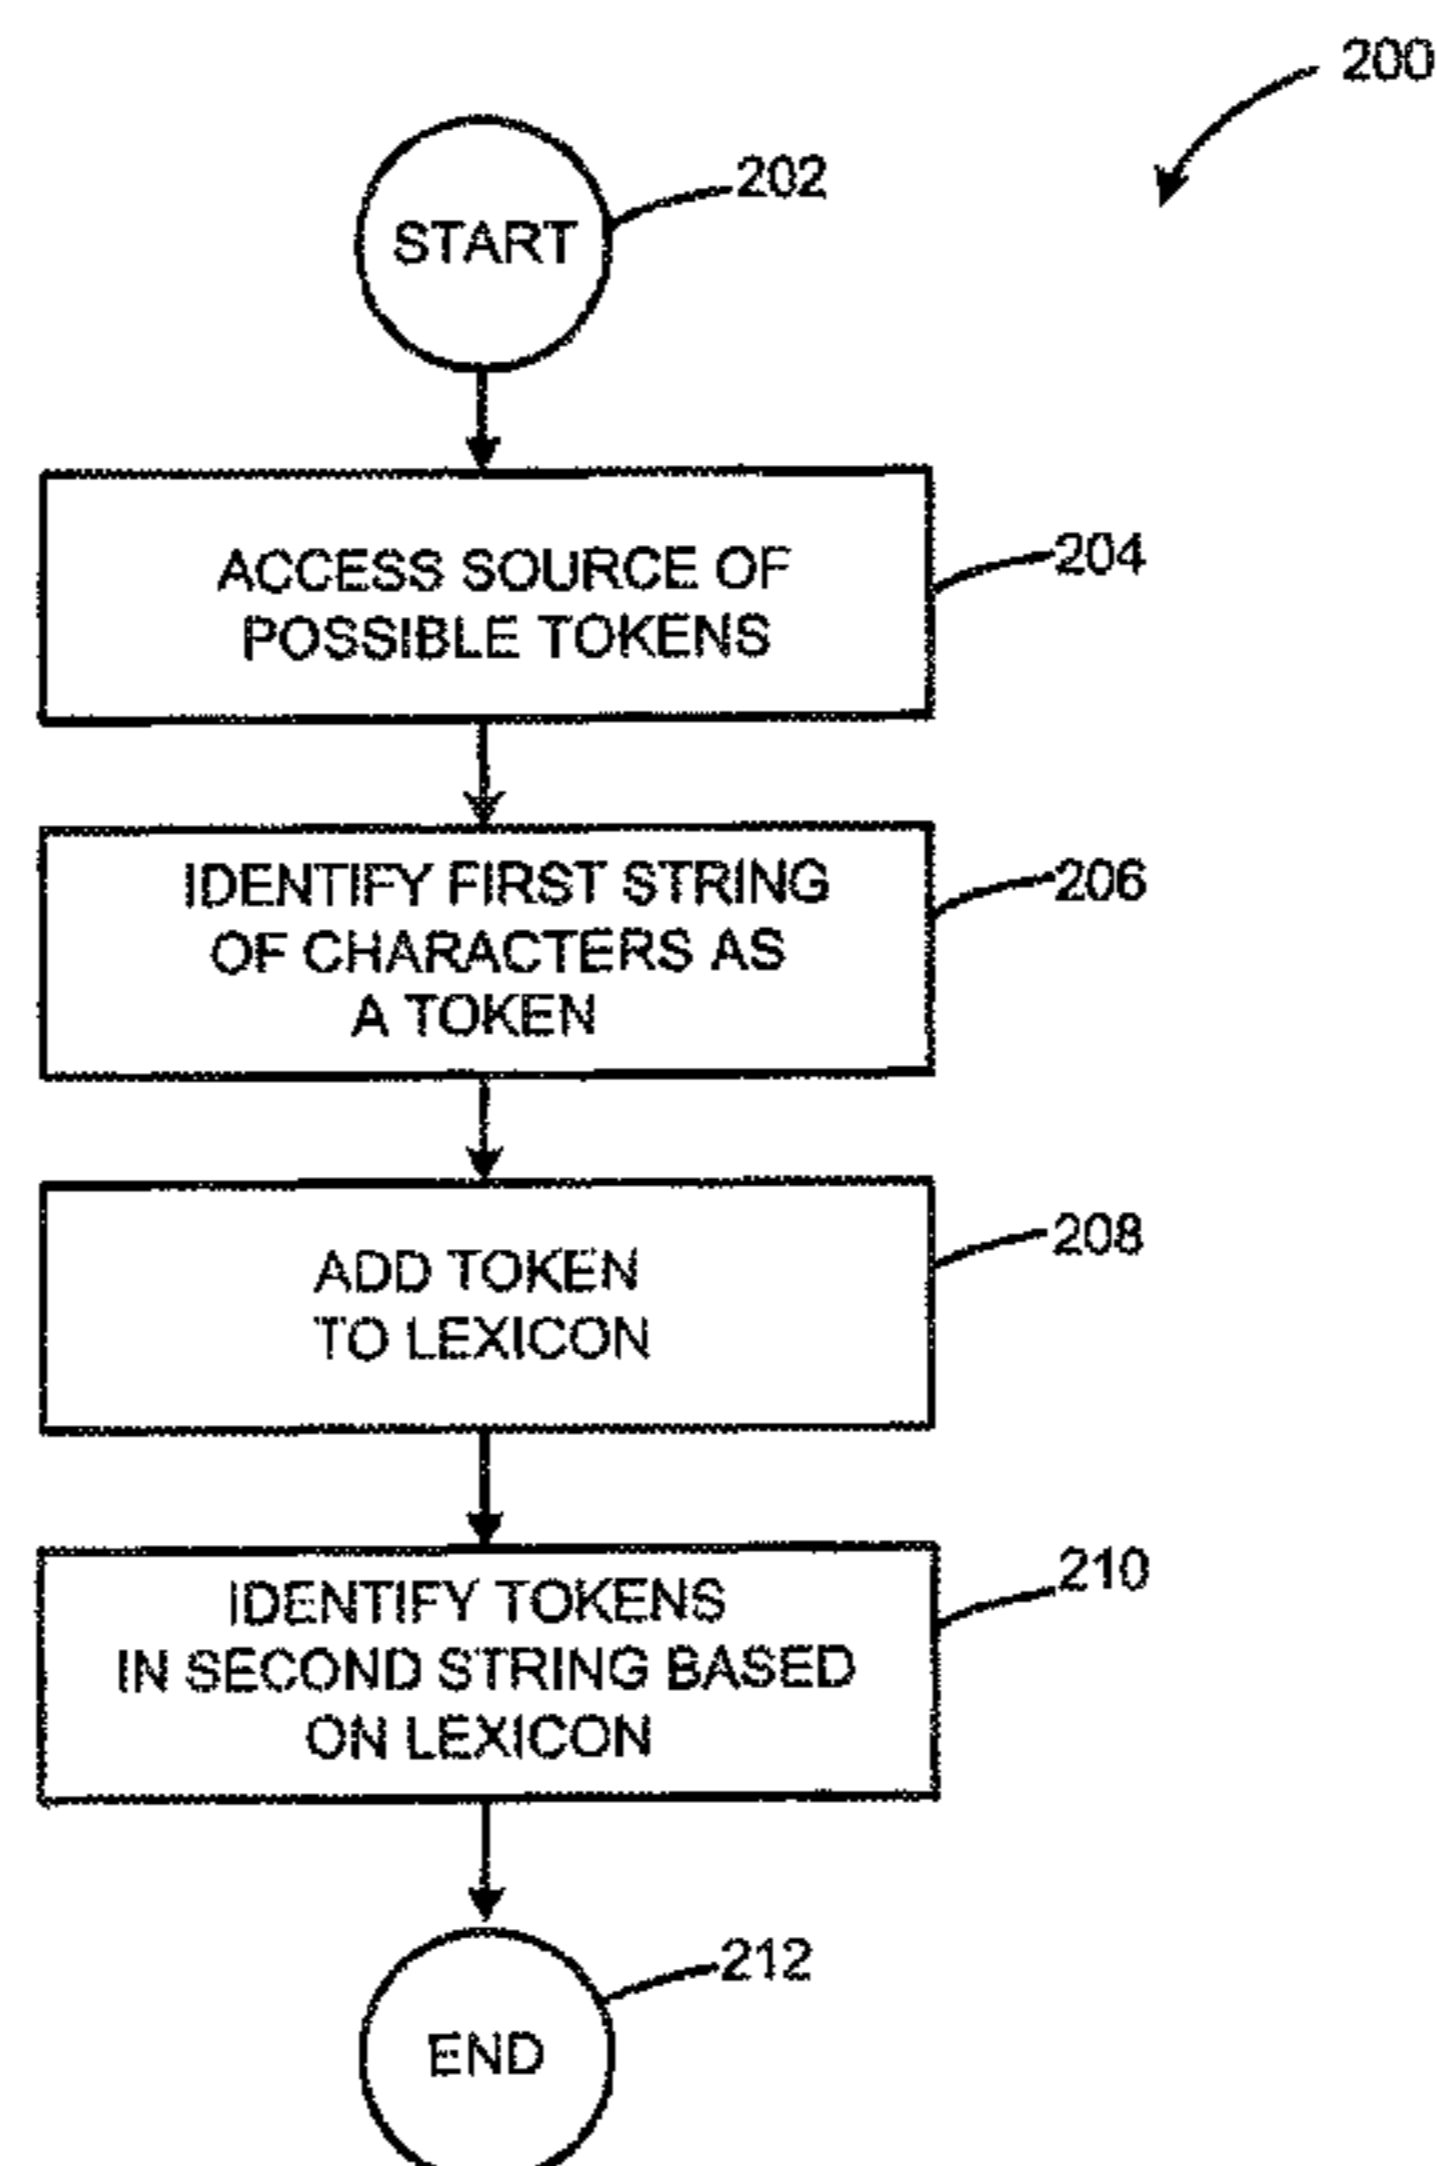 200
202
START
ACCESS SOURCE OF
POSSIBLE TOKENS
204
IDENTIFY FIRST STRING
OF CHARACTERS AS
A TOKEN
206
ADD TOKEN
TO LEXICON
208
IDENTIFY TOKENS
IN SECOND STRING BASED
ON LEXICON
210
212
END